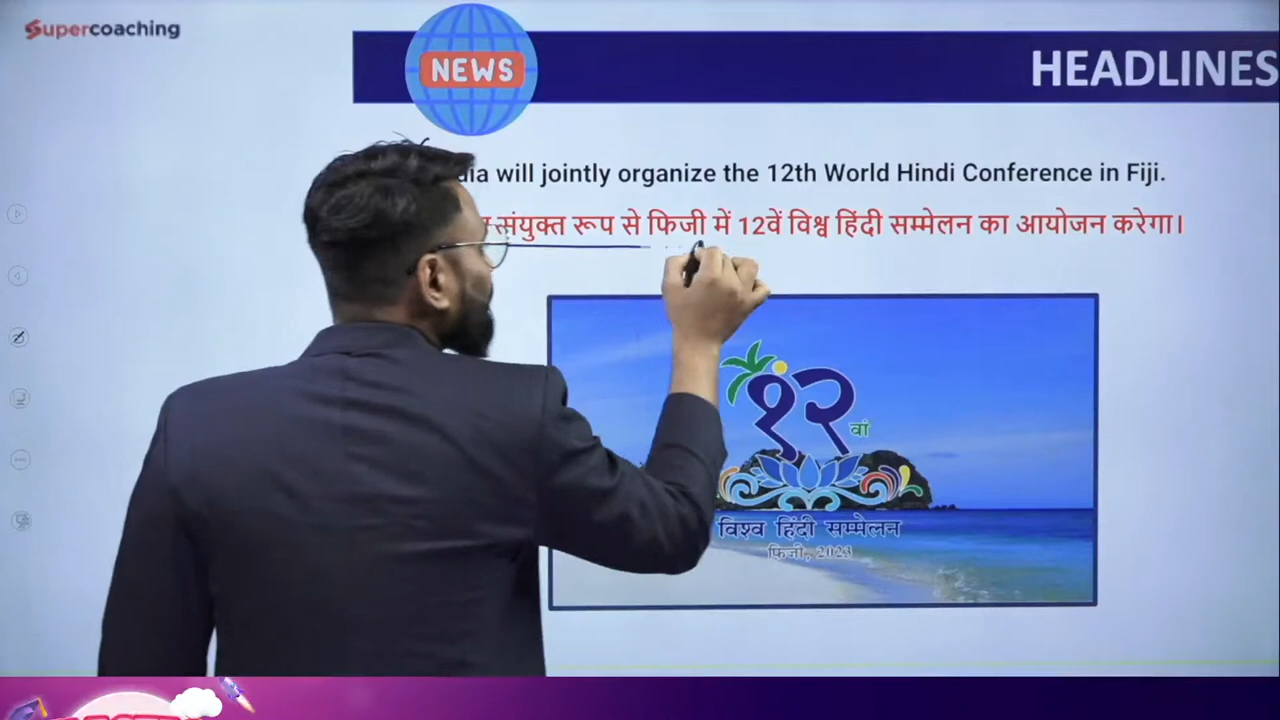 Supercoaching
NEWS
HEADLINES
will jointly organize the 12th World Hindi Conference in Fiji.
संयुक्त रूप से फिजी में 12वें विश्व हिंदी सम्मेलन का आयोजन करेगा।
१२
वां
विश्व हिंदी सम्मेलन
फिजी, 2023